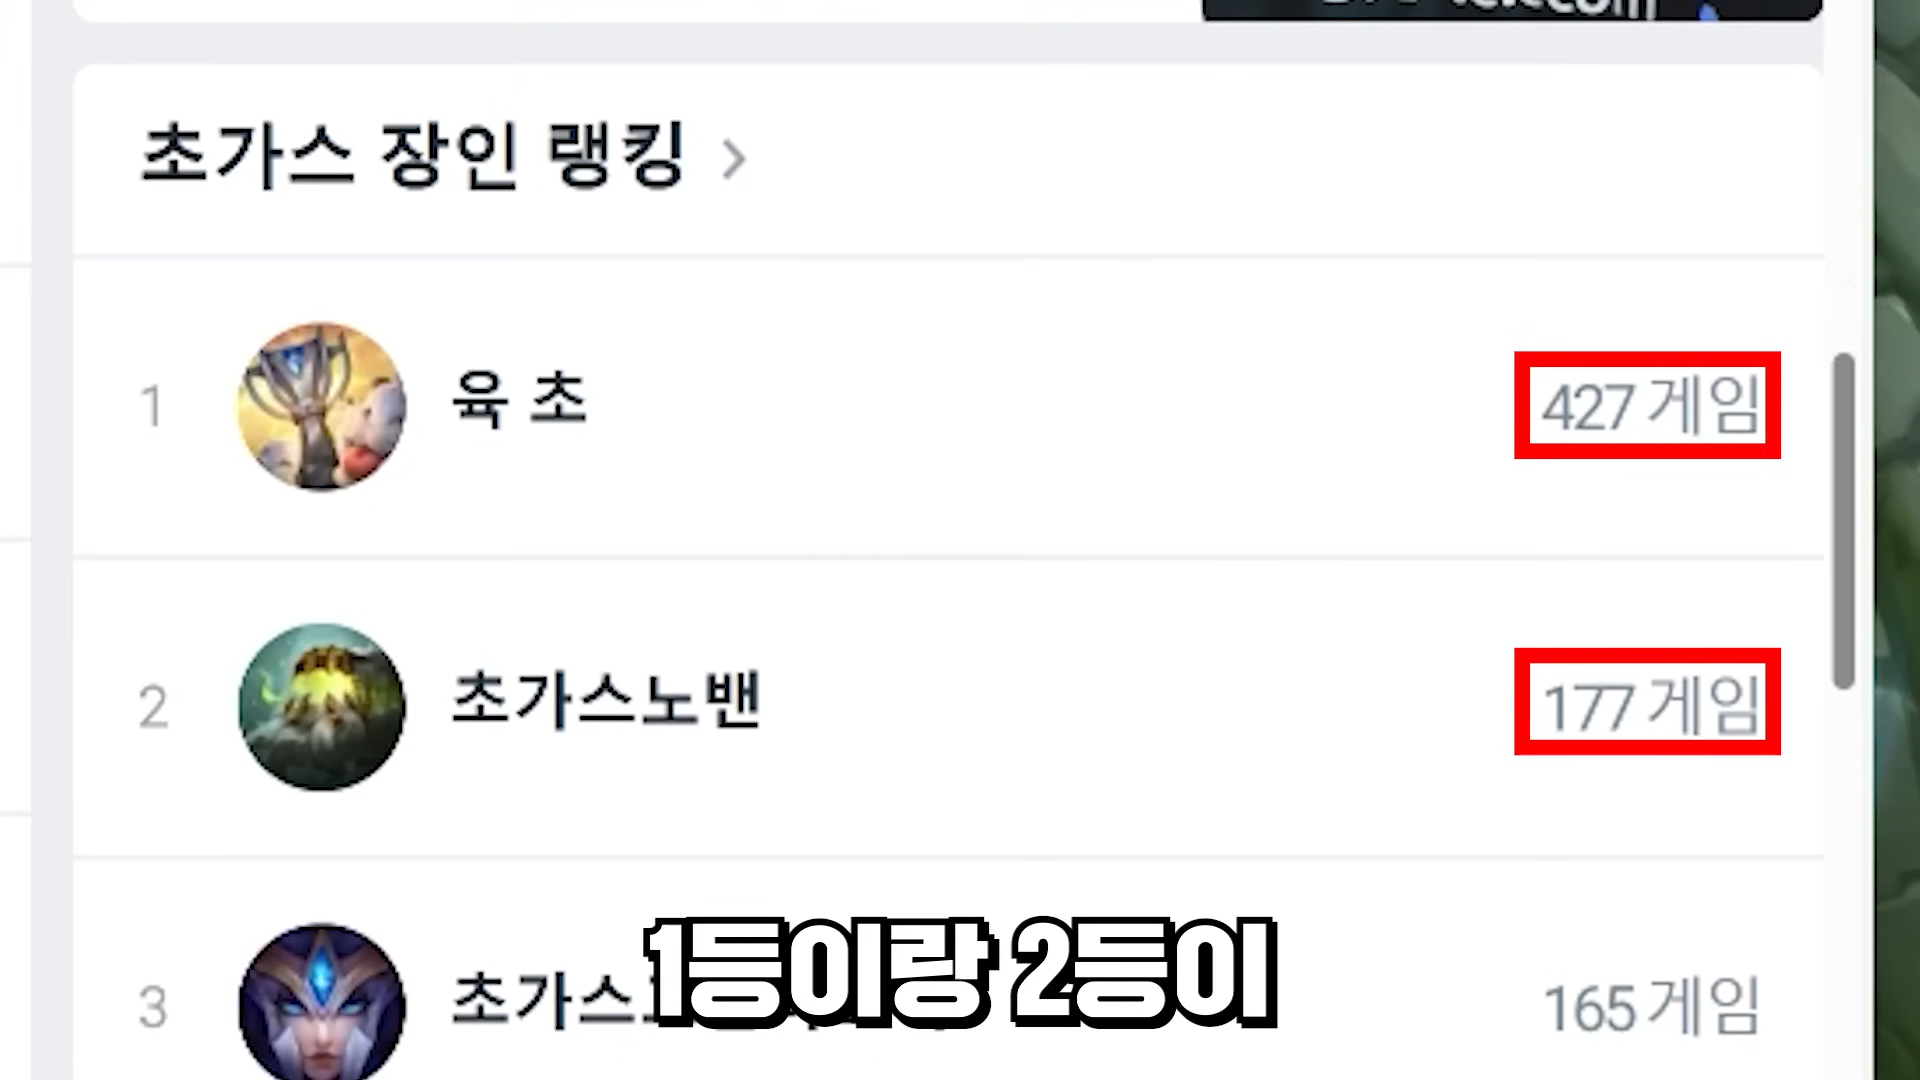 초가스 장인 랭킹
1 육 초 427 게임
2 초가스노밴 177 게임
3 초가스 165 게임
1등이랑 2등이